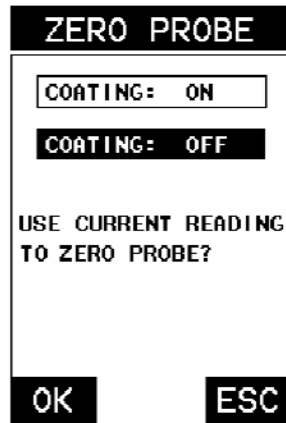 ZERO PROBE
COATING: ON
COATING: OFF
USE CURRENT READING
TO ZERO PROBE?
OK ESC